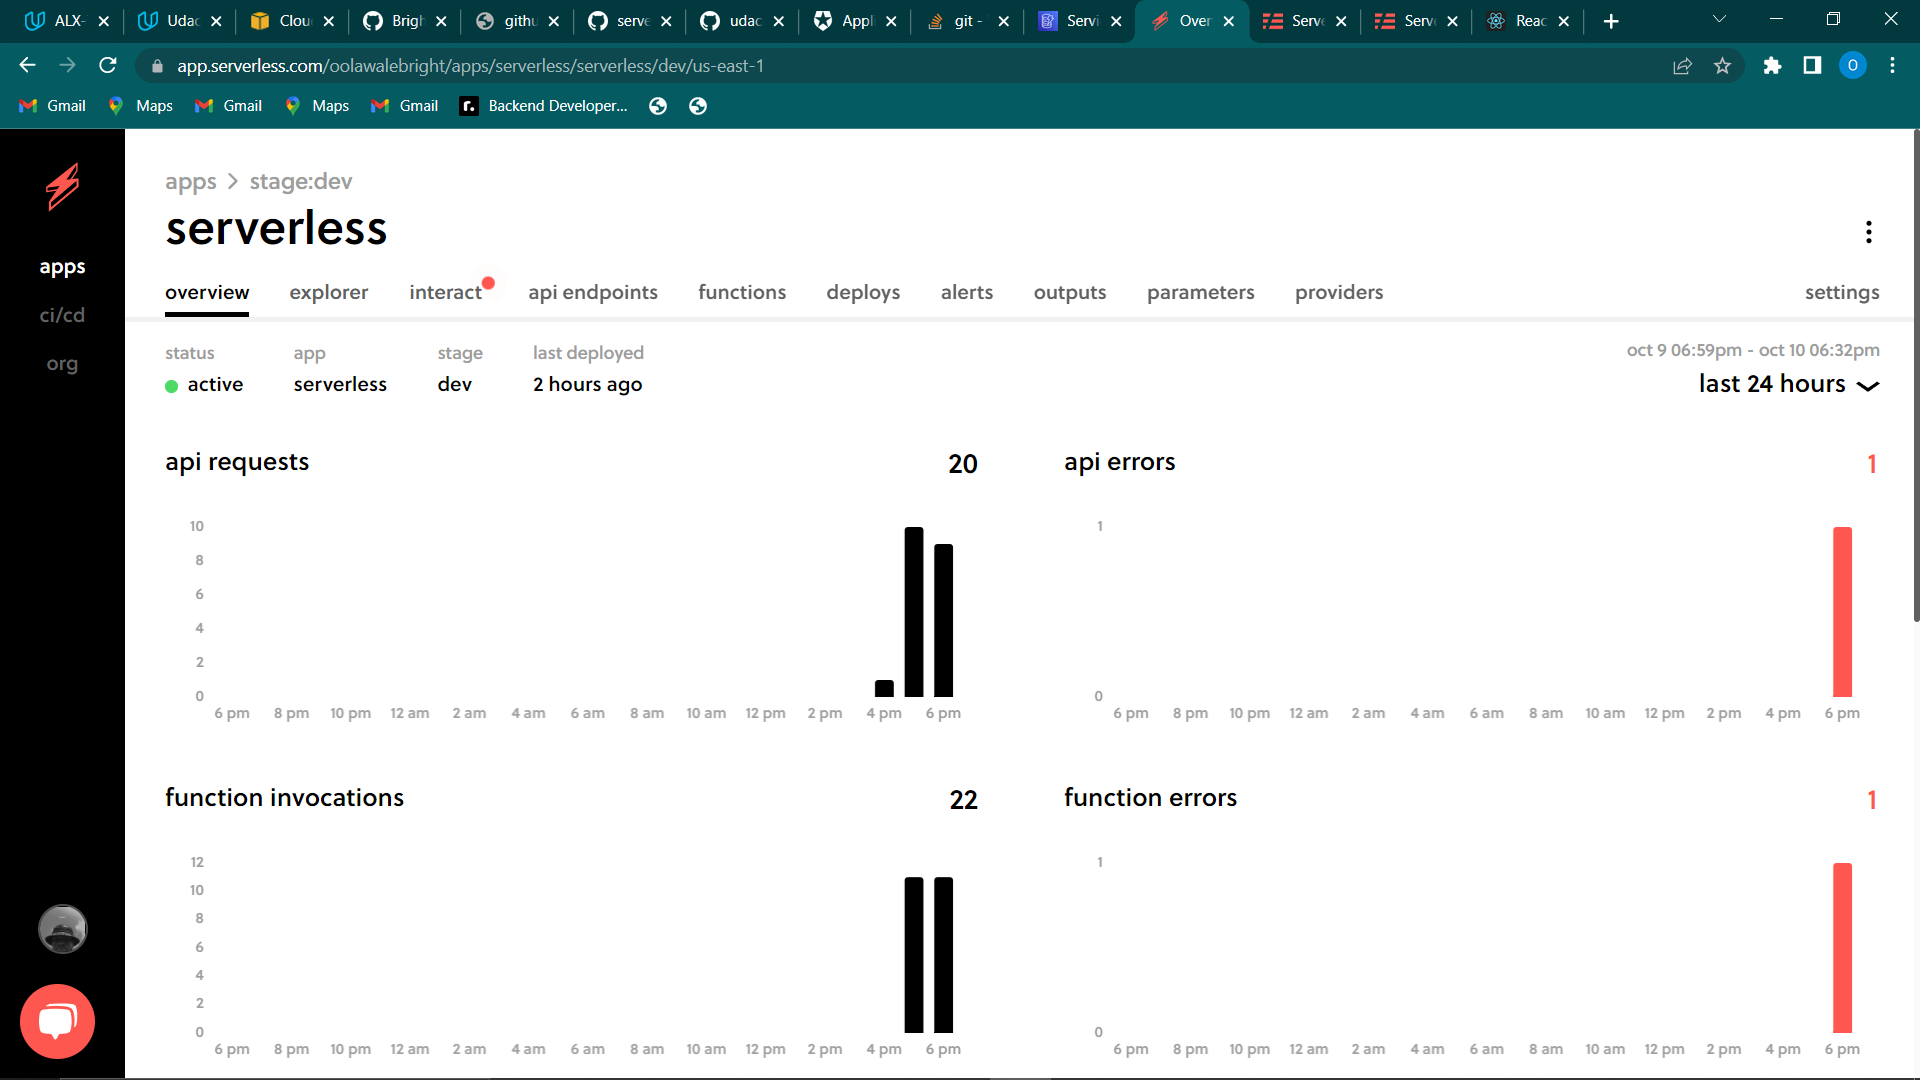 ALX-
Udac
Clou
Brigh
githu
serve
udac
Appli
git -
Servi
Over
Serve
Serve
Reac
app.serverless.com/oolawalebright/apps/serverless/serverless/dev/us-east-1
O
Gmail
Maps
Gmail
Maps
Gmail
r.
Backend Developer...
apps > stage:dev
serverless
apps
ci/cd
org
overview
explorer
interact
api endpoints
functions
deploys
alerts
outputs
parameters
providers
settings
status
active
app
serverless
stage
dev
last deployed
2 hours ago
oct 9 06:59pm - oct 10 06:32pm
last 24 hours
api requests 20
10
8
6
4
2
0
6 pm 8 pm 10 pm 12 am 2 am 4 am 6 am 8 am 10 am 12 pm 2 pm 4 pm 6 pm
api errors 1
1
0
6 pm 8 pm 10 pm 12 am 2 am 4 am 6 am 8 am 10 am 12 pm 2 pm 4 pm 6 pm
function invocations 22
12
10
8
6
4
2
0
6 pm 8 pm 10 pm 12 am 2 am 4 am 6 am 8 am 10 am 12 pm 2 pm 4 pm 6 pm
function errors 1
1
0
6 pm 8 pm 10 pm 12 am 2 am 4 am 6 am 8 am 10 am 12 pm 2 pm 4 pm 6 pm